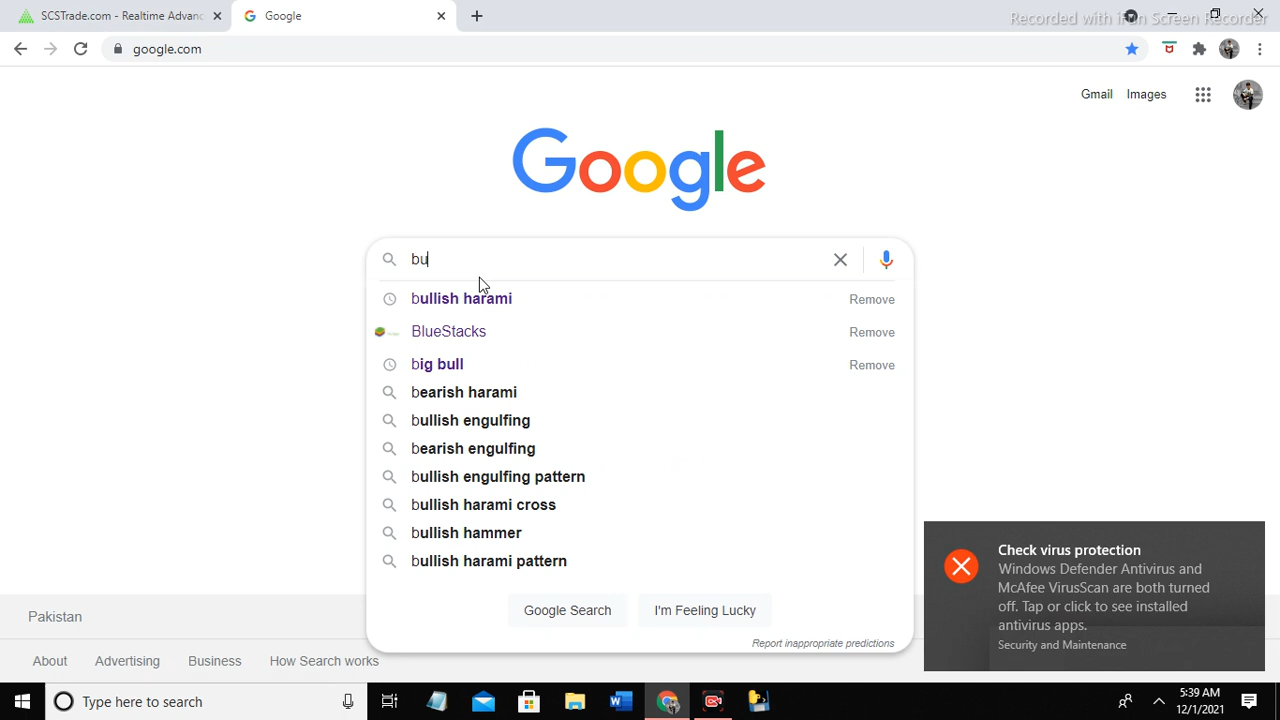 SCSTrade.com - Realtime Advanc
Google
Recorded with iFun Screen Recorder
google.com
Gmail Images
Google
bu
bullish harami Remove
BlueStacks Remove
big bull Remove
bearish harami
bullish engulfing
bearish engulfing
bullish engulfing pattern
bullish harami cross
bullish hammer
bullish harami pattern
Google Search I'm Feeling Lucky
Report inappropriate predictions
Check virus protection
Windows Defender Antivirus and
McAfee VirusScan are both turned
off. Tap or click to see installed
antivirus apps.
Security and Maintenance
Pakistan
About Advertising Business How Search works
Type here to search
5:39 AM
12/1/2021